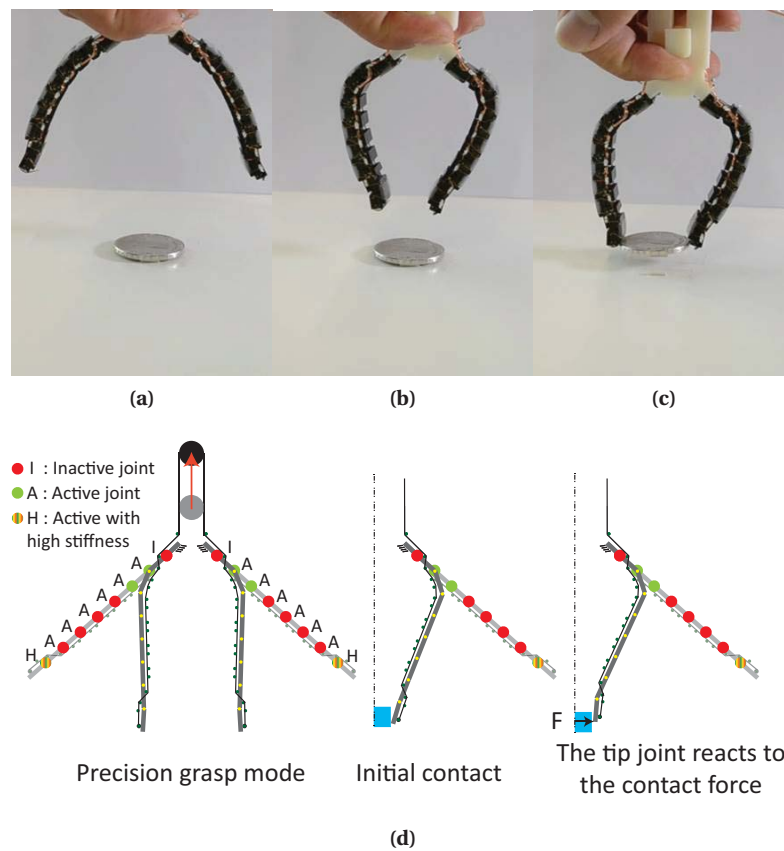 (a)
(b)
(c)
I : Inactive joint
A : Active joint
H : Active with
high stiffness
I
A
A
A
A
A
A
H
I
A
A
A
A
A
A
H
F
Precision grasp mode
Initial contact
The tip joint reacts to
the contact force
(d)